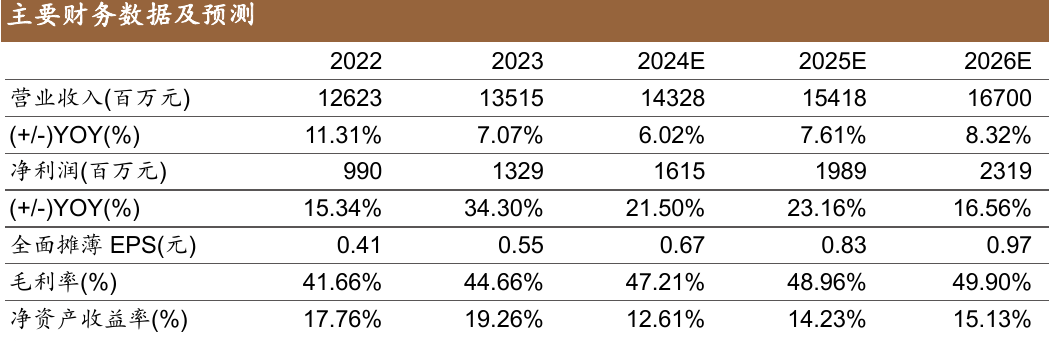 主要财务数据及预测
2022 2023 2024E 2025E 2026E
营业收入(百万元) 12623 13515 14328 15418 16700
(+/-)YOY(%) 11.31% 7.07% 6.02% 7.61% 8.32%
净利润(百万元) 990 1329 1615 1989 2319
(+/-)YOY(%) 15.34% 34.30% 21.50% 23.16% 16.56%
全面摊薄 EPS(元) 0.41 0.55 0.67 0.83 0.97
毛利率(%) 41.66% 44.66% 47.21% 48.96% 49.90%
净资产收益率(%) 17.76% 19.26% 12.61% 14.23% 15.13%